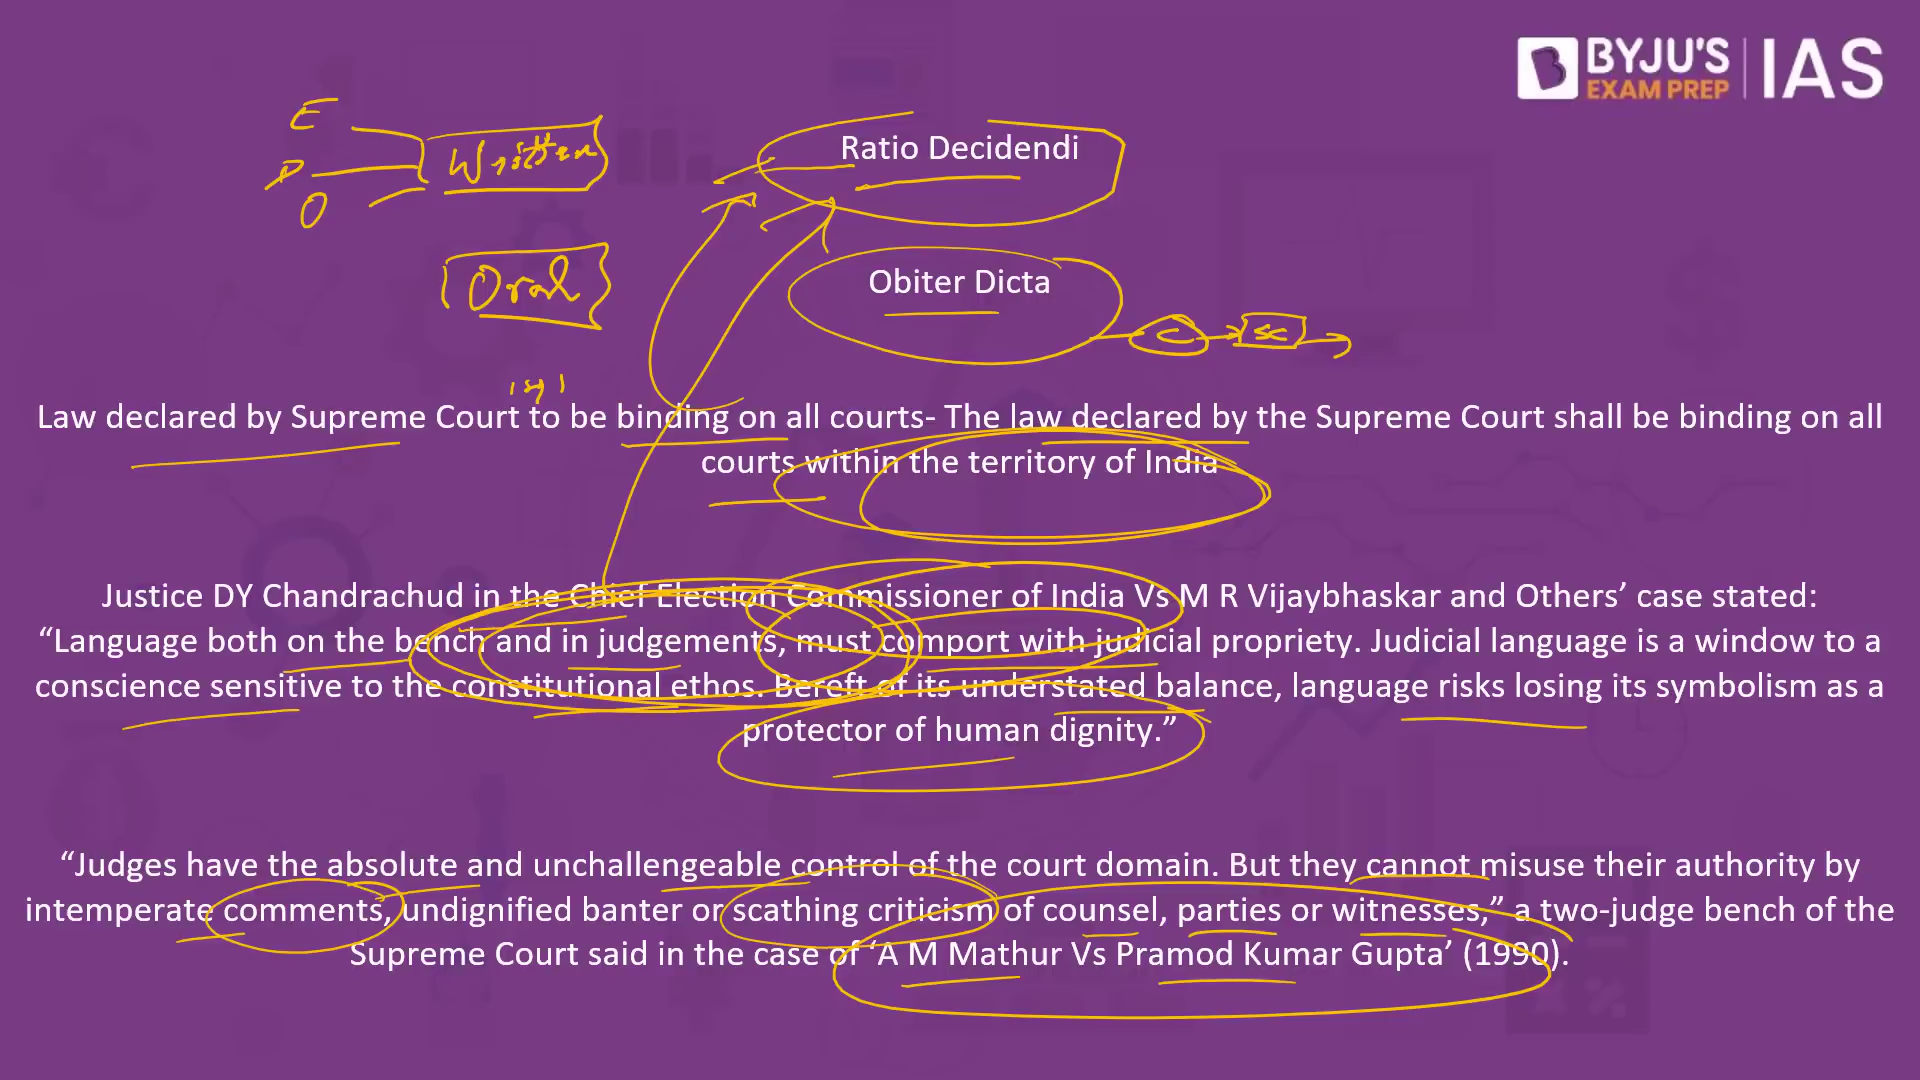 BYJU'S
EXAM PREP
IAS
E
P
O
Written
Oral
Ratio Decidendi
Obiter Dicta
C
SC
141
Law declared by Supreme Court to be binding on all courts- The law declared by the Supreme Court shall be binding on all
courts within the territory of India
Justice DY Chandrachud in the Chief Election Commissioner of India Vs M R Vijaybhaskar and Others’ case stated:
“Language both on the bench and in judgements, must comport with judicial propriety. Judicial language is a window to a
conscience sensitive to the constitutional ethos. Bereft of its understated balance, language risks losing its symbolism as a
protector of human dignity.”
“Judges have the absolute and unchallengeable control of the court domain. But they cannot misuse their authority by
intemperate comments, undignified banter or scathing criticism of counsel, parties or witnesses,” a two-judge bench of the
Supreme Court said in the case of ‘A M Mathur Vs Pramod Kumar Gupta’ (1990).